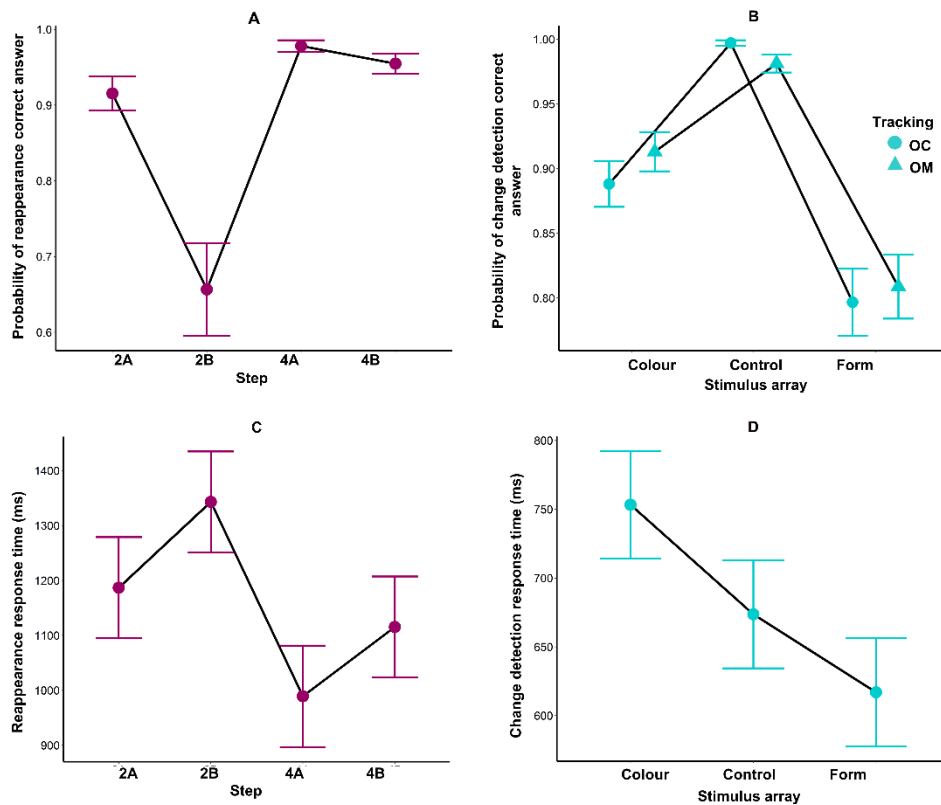 A
Probability of reappearance correct answer
1.0
0.9
0.8
0.7
0.6
2A 2B 4A 4B
Step
B
Probability of change detection correct
answer
1.00
0.95
0.90
0.85
0.80
Tracking
OC
OM
Colour Control Form
Stimulus array
C
Reappearance response time (ms)
1400
1300
1200
1100
1000
900
2A 2B 4A 4B
Step
D
Change detection response time (ms)
800
750
700
650
600
Colour Control Form
Stimulus array